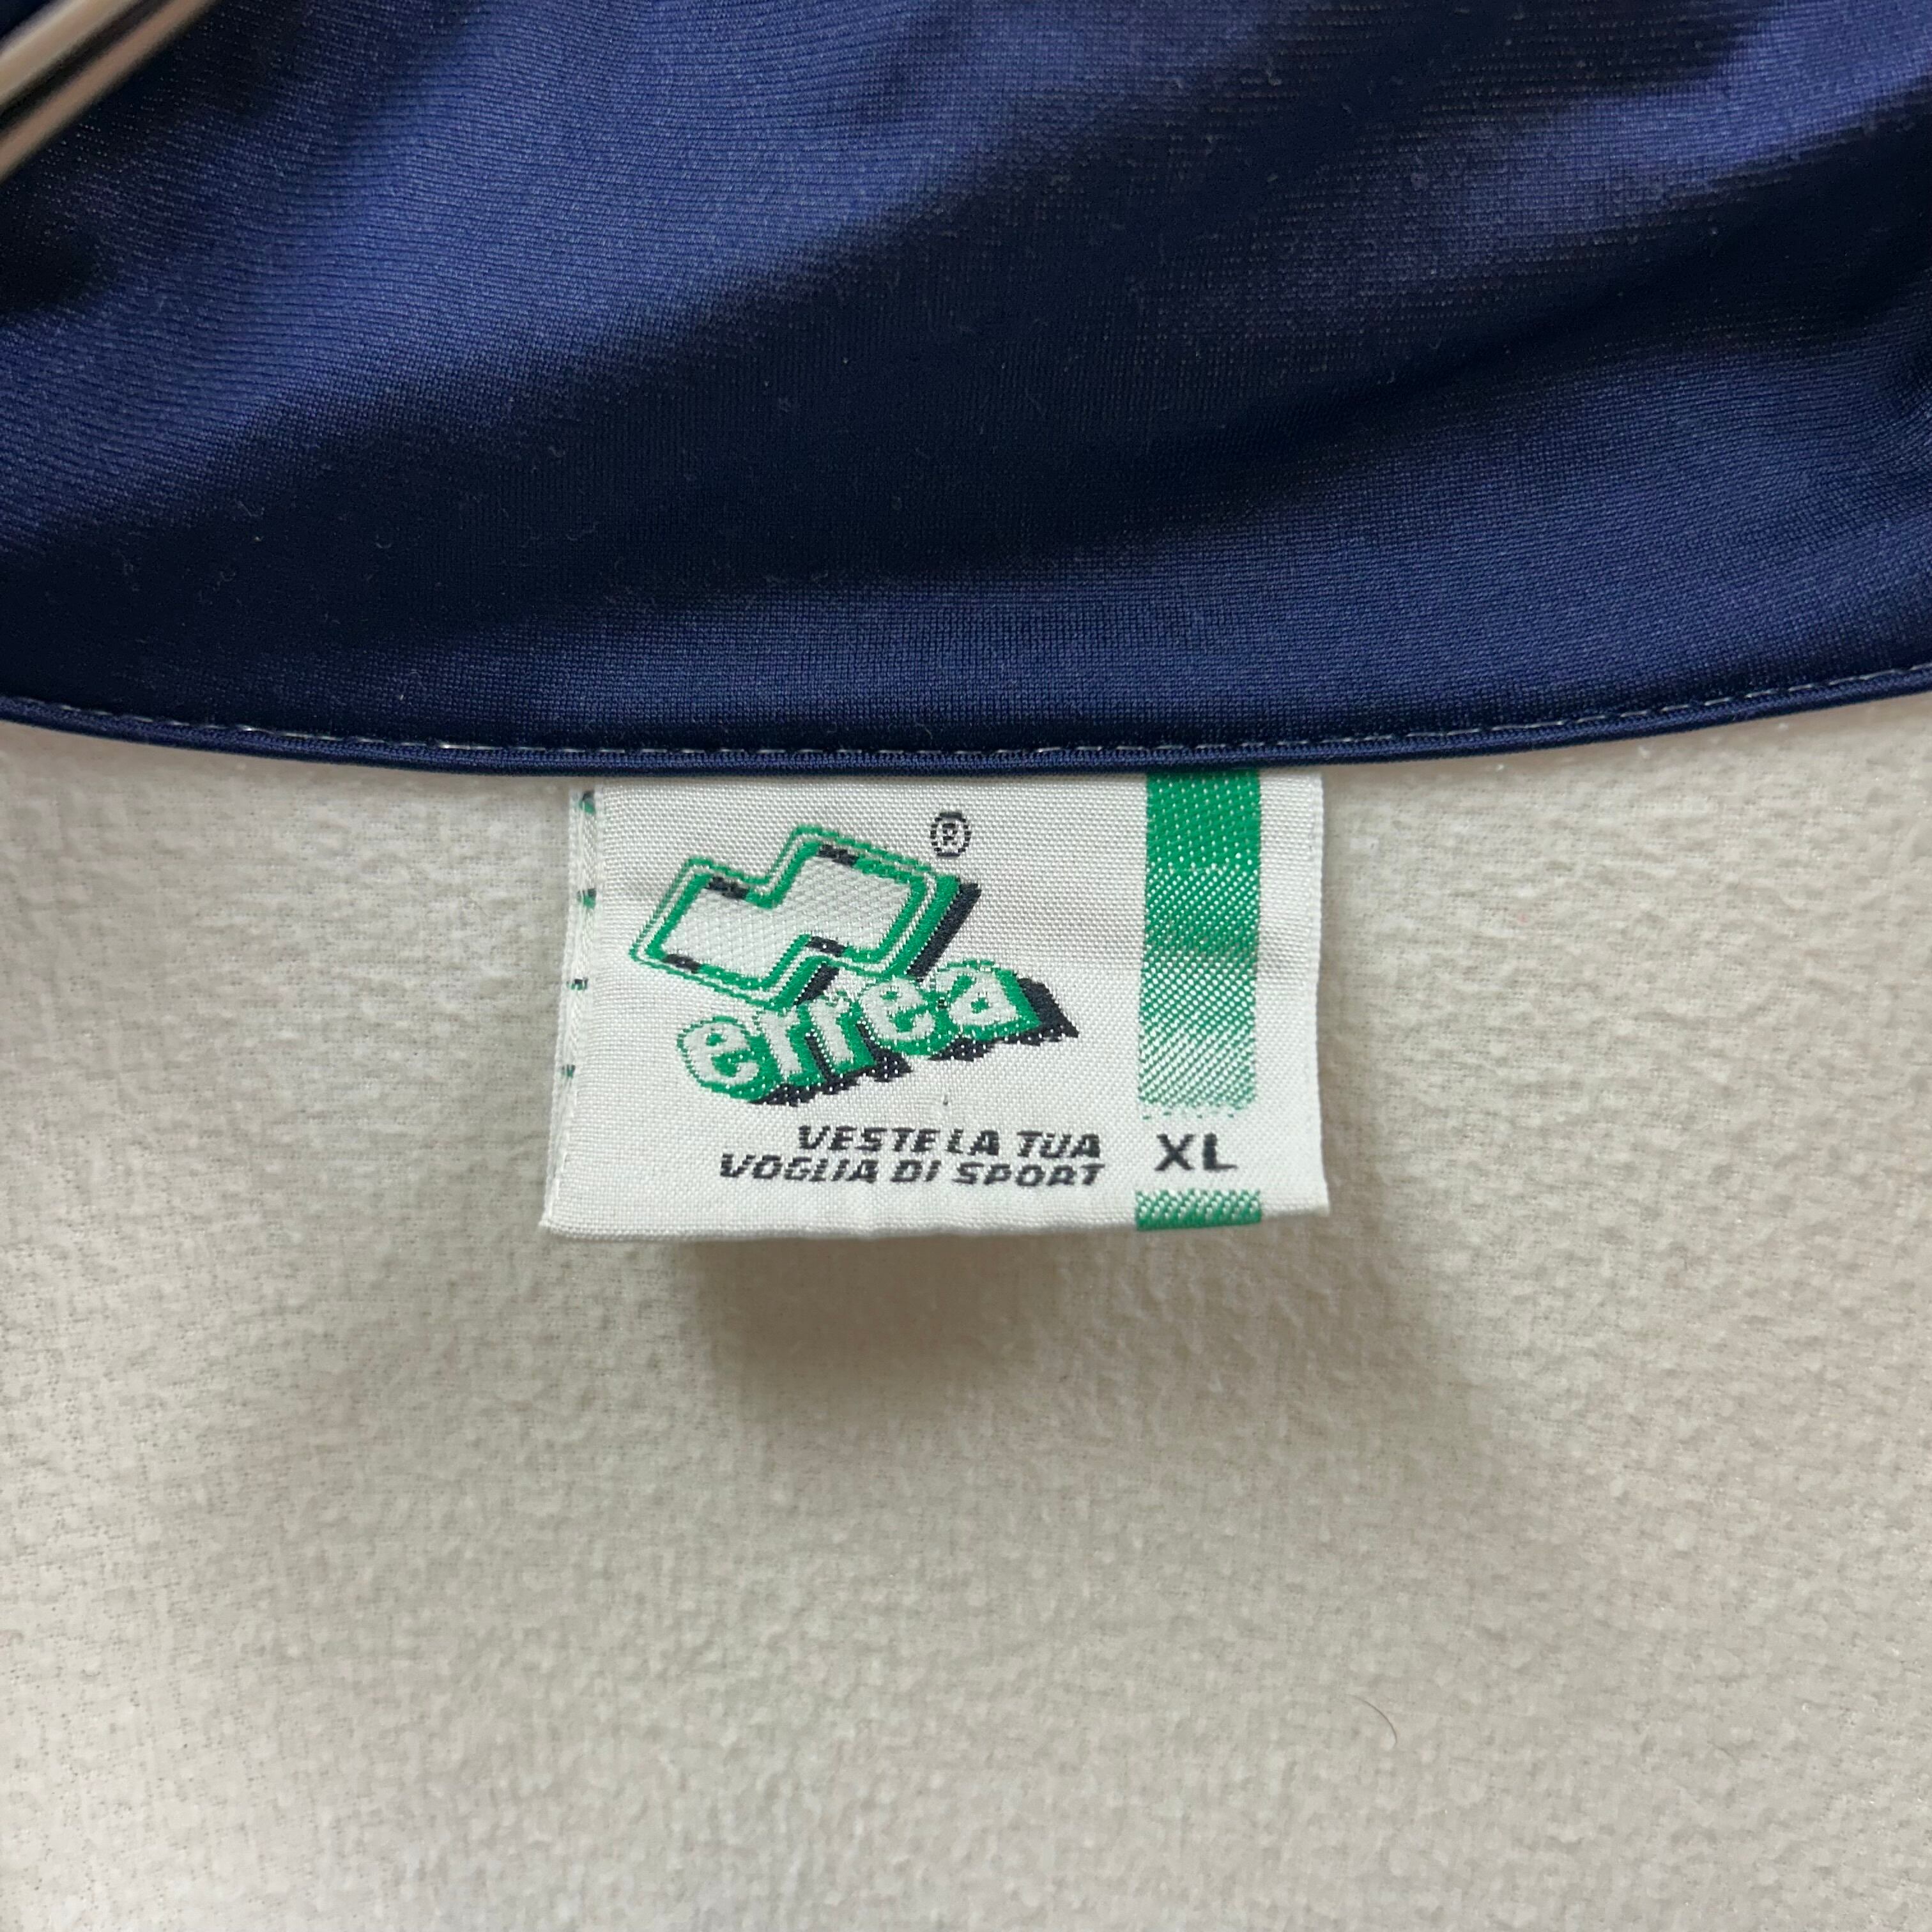 ®
errea
VESTE LA TUA
VOGLIA DI SPORT
XL